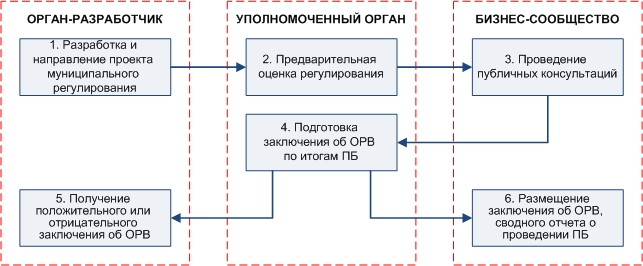 ОРГАН-РАЗРАБОТЧИК
УПОЛНОМОЧЕННЫЙ ОРГАН
БИЗНЕС-СООБЩЕСТВО
1. Разработка и
направление проекта
муниципального
регулирования
2. Предварительная
оценка регулирования
3. Проведение
публичных консультаций
4. Подготовка
заключения об ОРВ
по итогам ПБ
5. Получение
положительного или
отрицательного
заключения об ОРВ
6. Размещение
заключения об ОРВ,
сводного отчета о
проведении ПБ